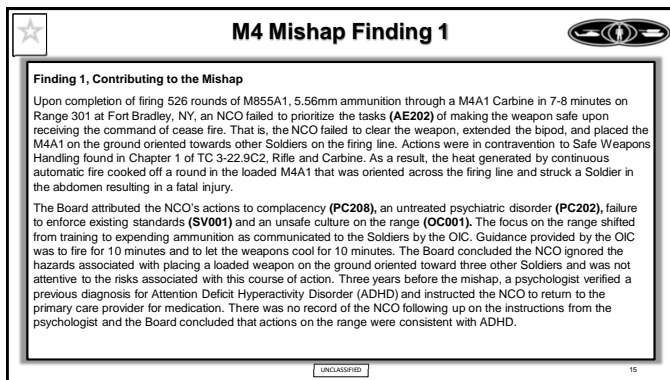 M4 Mishap Finding 1
Finding 1, Contributing to the Mishap
Upon completion of firing 526 rounds of M855A1, 5.56mm ammunition through a M4A1 Carbine in 7-8 minutes on
Range 301 at Fort Bradley, NY, an NCO failed to prioritize the tasks (AE202) of making the weapon safe upon
receiving the command of cease fire. That is, the NCO failed to clear the weapon, extended the bipod, and placed the
M4A1 on the ground oriented towards other Soldiers on the firing line. Actions were in contravention to Safe Weapons
Handling found in Chapter 1 of TC 3-22.9C2, Rifle and Carbine. As a result, the heat generated by continuous
automatic fire cooked off a round in the loaded M4A1 that was oriented across the firing line and struck a Soldier in
the abdomen resulting in a fatal injury.
The Board attributed the NCO's actions to complacency (PC208), an untreated psychiatric disorder (PC202), failure
to enforce existing standards (SV001) and an unsafe culture on the range (OC001). The focus on the range shifted
from training to expending ammunition as communicated to the Soldiers by the OIC. Guidance provided by the OIC
was to fire for 10 minutes and to let the weapons cool for 10 minutes. The Board concluded the NCO ignored the
hazards associated with placing a loaded weapon on the ground oriented toward three other Soldiers and was not
attentive to the risks associated with this course of action. Three years before the mishap, a psychologist verified a
previous diagnosis for Attention Deficit Hyperactivity Disorder (ADHD) and instructed the NCO to return to the
primary care provider for medication. There was no record of the NCO following up on the instructions from the
psychologist and the Board concluded that actions on the range were consistent with ADHD.
UNCLASSIFIED
15